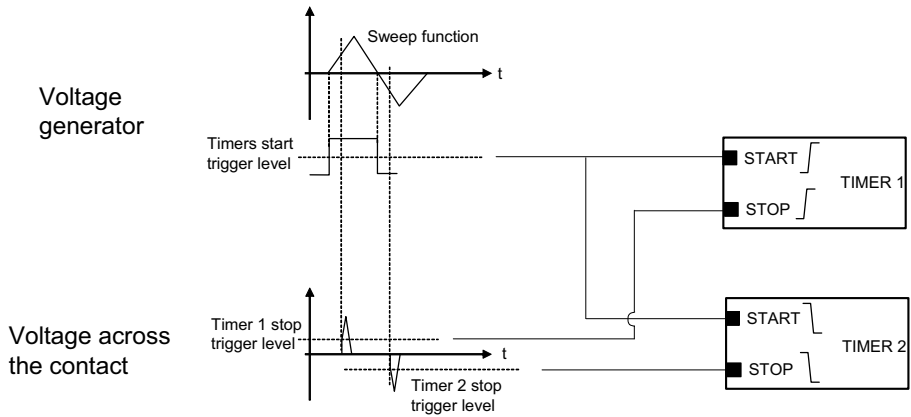 Sweep function
t
Voltage
generator
Timers start
trigger level
START
TIMER 1
STOP
Voltage across
the contact
Timer 1 stop
trigger level
t
Timer 2 stop
trigger level
START
TIMER 2
STOP